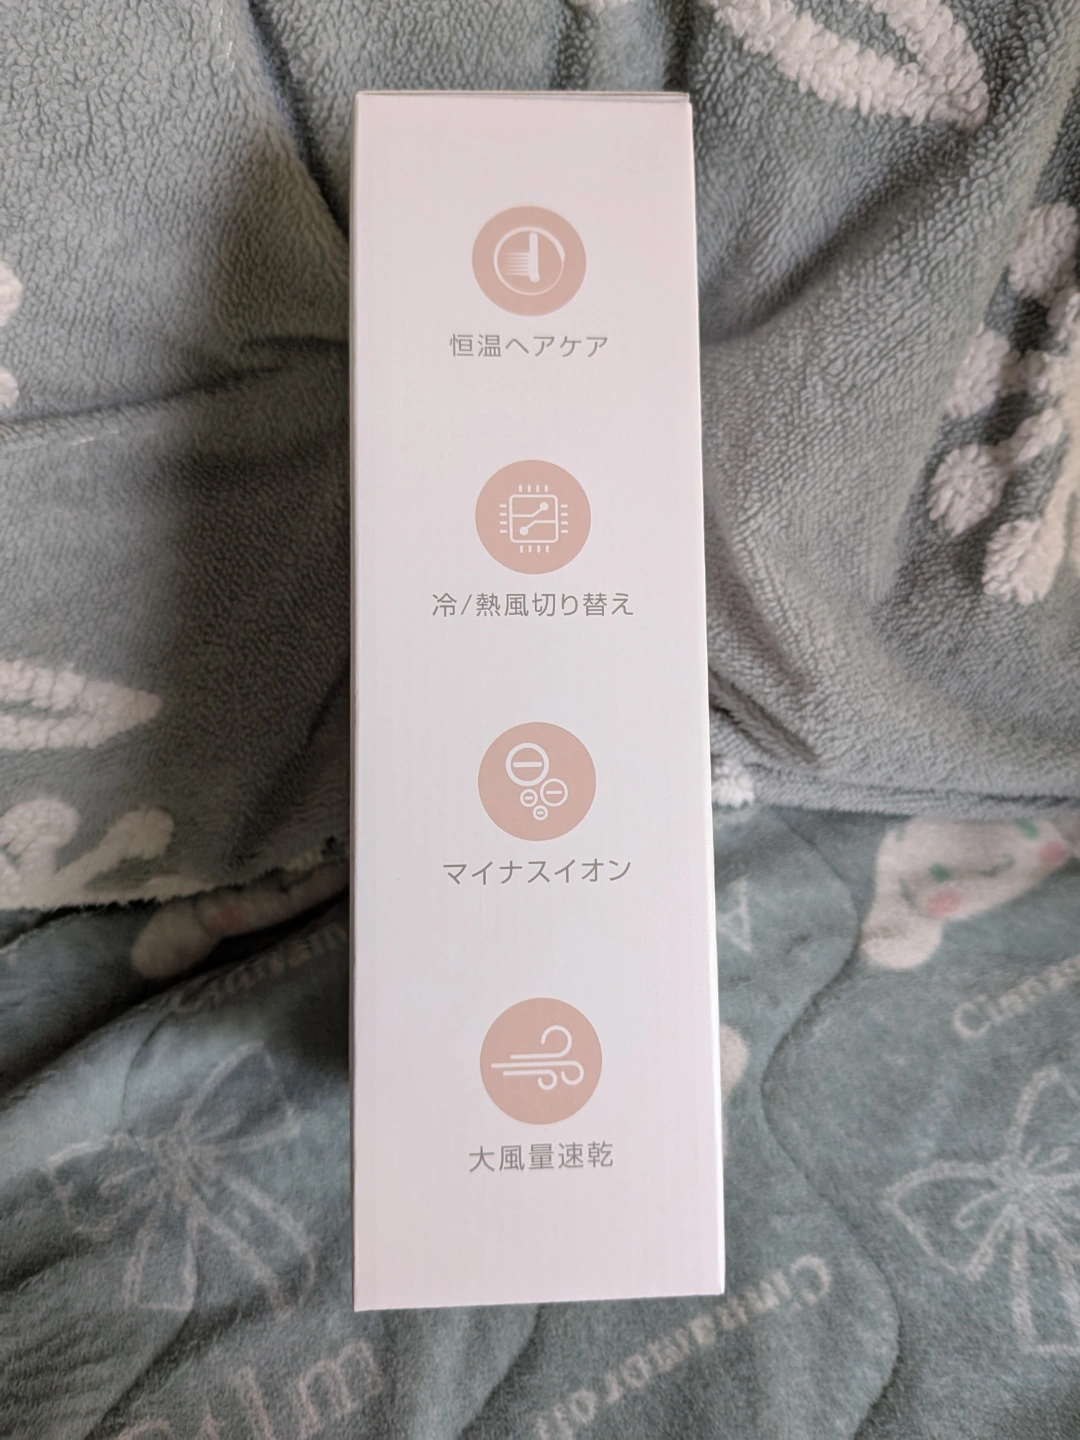 恒温ヘアケア
冷/熱風切り替え
マイナスイオン
大風量速乾
Cinnamoroll